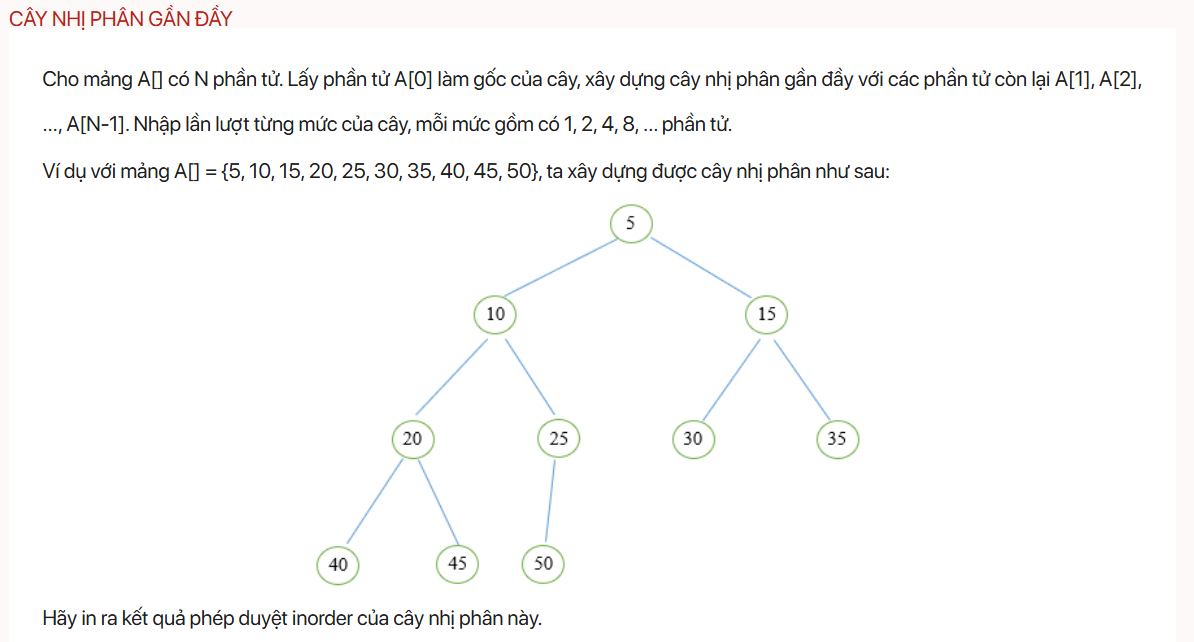 CÂY NHỊ PHÂN GẦN ĐẦY
Cho mảng A[] có N phần tử. Lấy phần tử A[0] làm gốc của cây, xây dựng cây nhị phân gần đầy với các phần tử còn lại A[1], A[2],
..., A[N-1]. Nhập lần lượt từng mức của cây, mỗi mức gồm có 1, 2, 4, 8, ... phần tử.
Ví dụ với mảng A[] = {5, 10, 15, 20, 25, 30, 35, 40, 45, 50}, ta xây dựng được cây nhị phân như sau:
5
10 15
20 25 30 35
40 45 50
Hãy in ra kết quả phép duyệt inorder của cây nhị phân này.